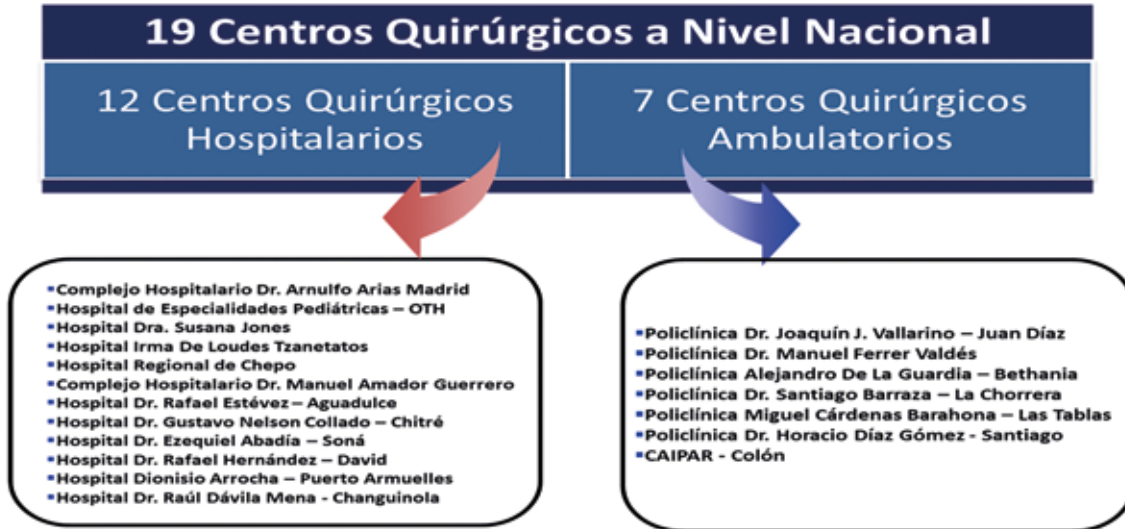 19 Centros Quirúrgicos a Nivel Nacional
12 Centros Quirúrgicos
Hospitalarios
7 Centros Quirúrgicos
Ambulatorios
▪Complejo Hospitalario Dr. Arnulfo Arias Madrid
▪Hospital de Especialidades Pediátricas – OTH
▪Hospital Dra. Susana Jones
▪Hospital Irma De Loudes Tzanetatos
▪Hospital Regional de Chepo
▪Complejo Hospitalario Dr. Manuel Amador Guerrero
▪Hospital Dr. Rafael Estévez – Aguadulce
▪Hospital Dr. Gustavo Nelson Collado – Chitré
▪Hospital Dr. Ezequiel Abadía – Soná
▪Hospital Dr. Rafael Hernández – David
▪Hospital Dionisio Arrocha – Puerto Armuelles
▪Hospital Dr. Raúl Dávila Mena - Changuinola
▪Policlínica Dr. Joaquín J. Vallarino – Juan Díaz
▪Policlínica Dr. Manuel Ferrer Valdés
▪Policlínica Alejandro De La Guardia – Bethania
▪Policlínica Dr. Santiago Barraza – La Chorrera
▪Policlínica Miguel Cárdenas Barahona – Las Tablas
▪Policlínica Dr. Horacio Díaz Gómez - Santiago
▪CAIPAR - Colón